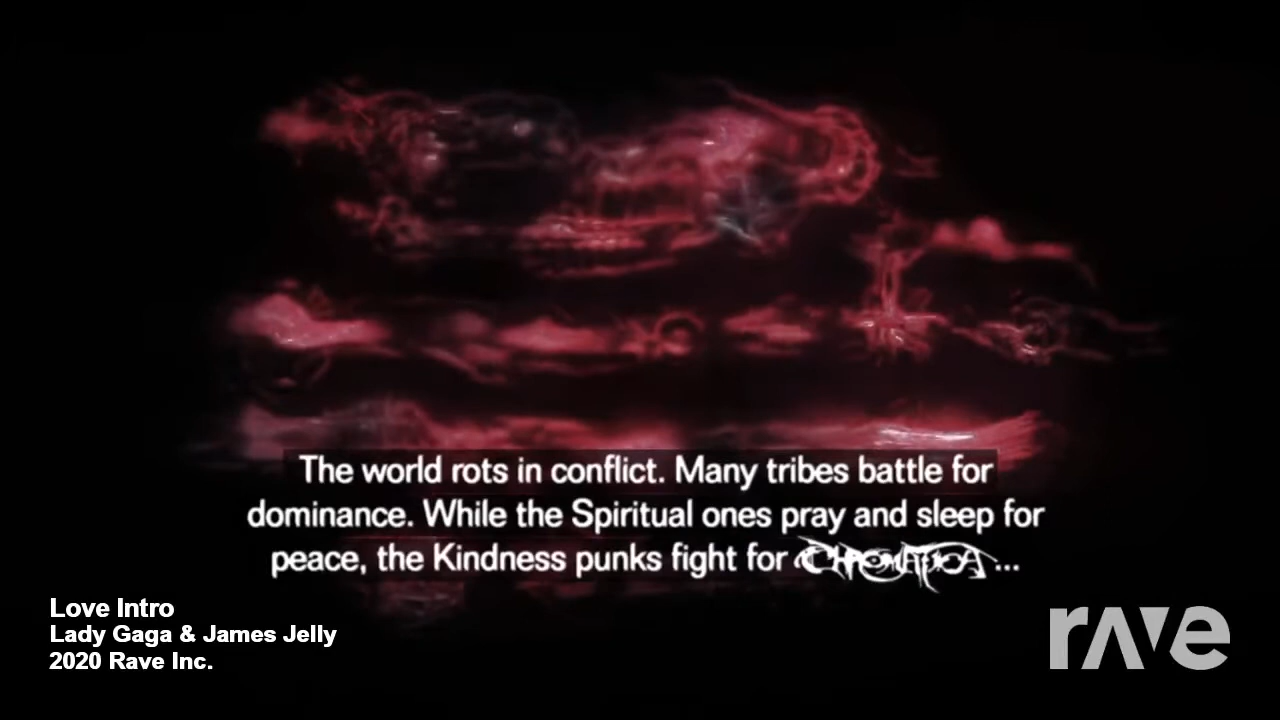 The world rots in conflict. Many tribes battle for
dominance. While the Spiritual ones pray and sleep for
peace, the Kindness punks fight for CHROMATICA...
Love Intro
Lady Gaga & James Jelly
2020 Rave Inc.
rave